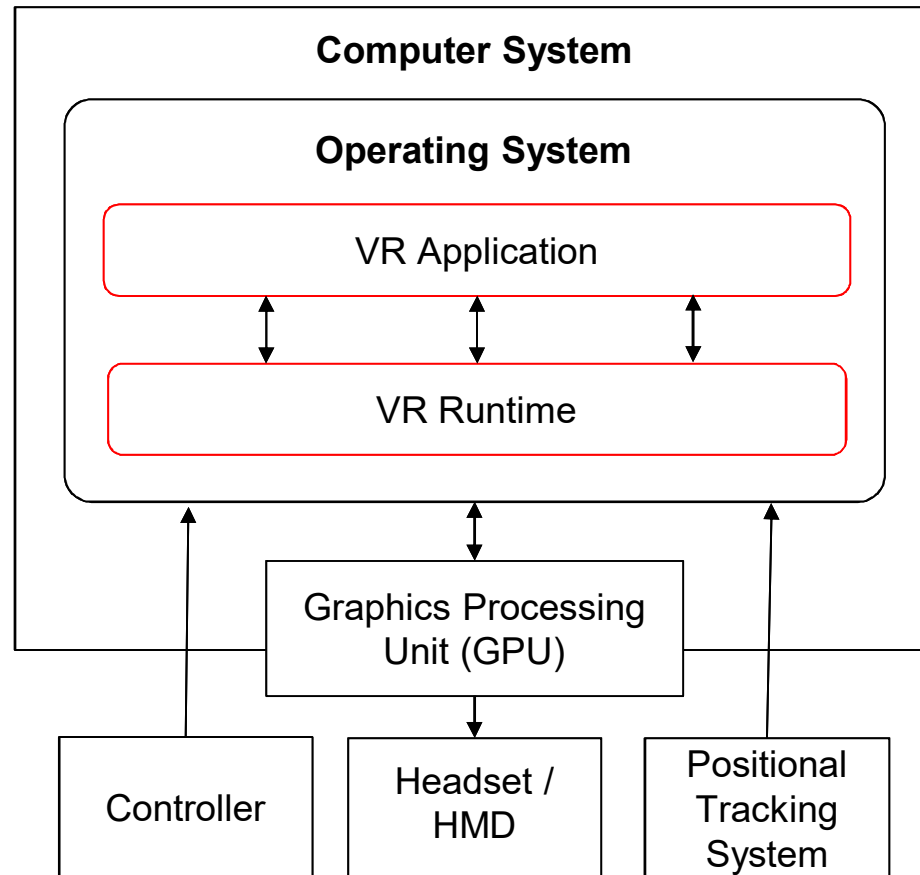 Computer System
Operating System
VR Application
VR Runtime
Graphics Processing
Unit (GPU)
Controller
Headset /
HMD
Positional
Tracking
System